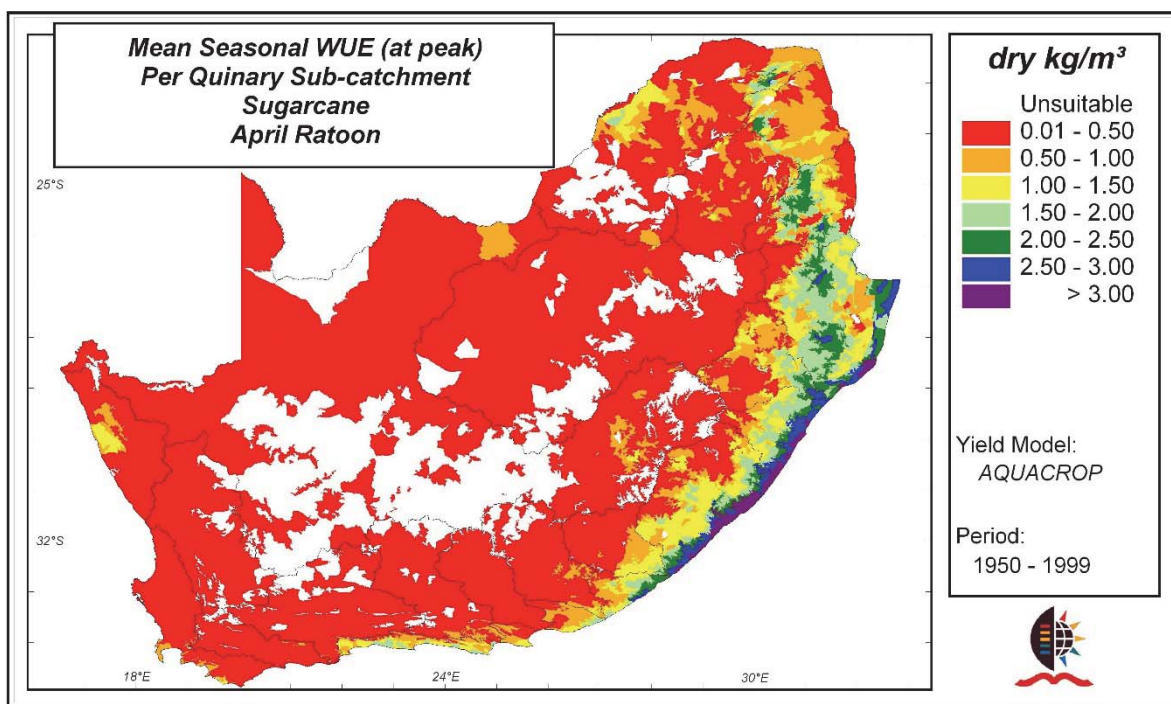 Mean Seasonal WUE (at peak)
Per Quinary Sub-catchment
Sugarcane
April Ratoon
dry kg/m³
Unsuitable
0.01 - 0.50
0.50 - 1.00
1.00 - 1.50
1.50 - 2.00
2.00 - 2.50
2.50 - 3.00
> 3.00
Yield Model:
AQUACROP
Period:
1950 - 1999
25°S
32°S
18°E
24°E
30°E